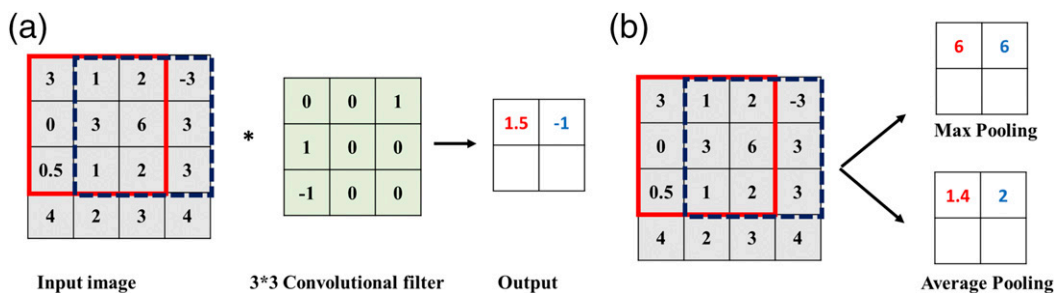 (a)
3 1 2 -3
0 3 6 3
0.5 1 2 3
4 2 3 4
Input image
*
0 0 1
1 0 0
-1 0 0
3*3 Convolutional filter
1.5 -1
Output
(b)
3 1 2 -3
0 3 6 3
0.5 1 2 3
4 2 3 4
6 6
Max Pooling
1.4 2
Average Pooling